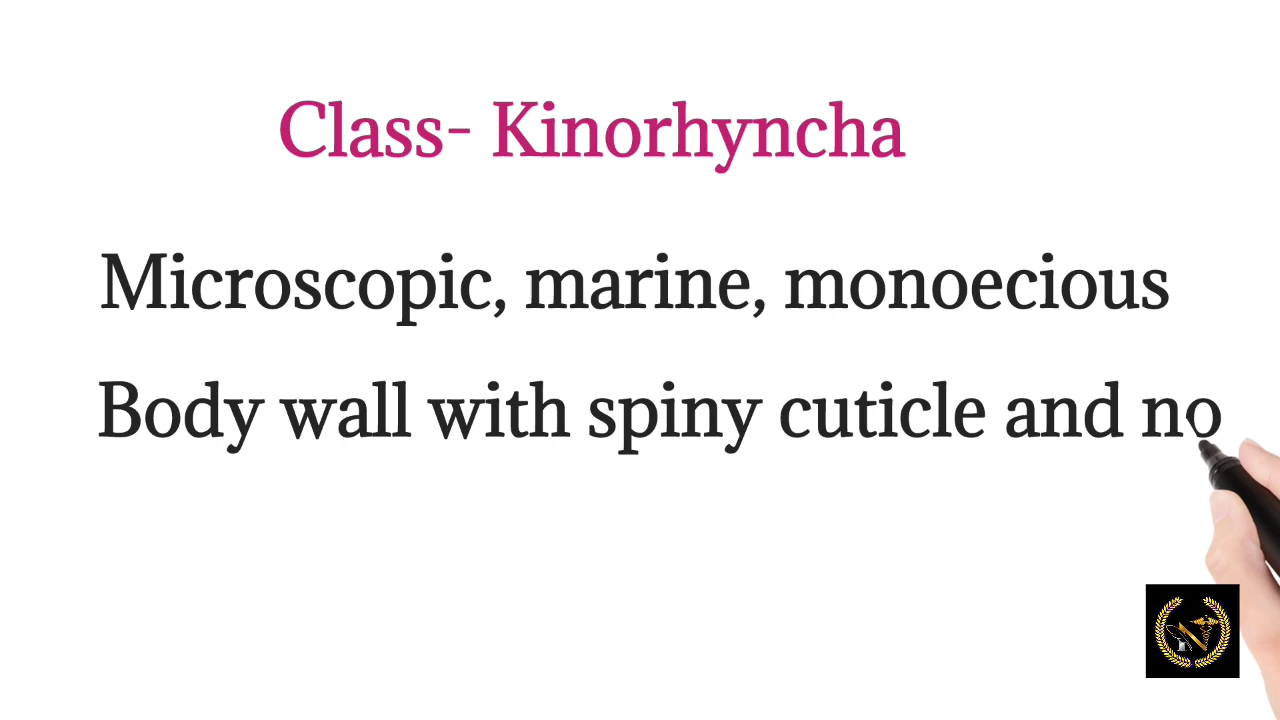 Class- Kinorhyncha
Microscopic, marine, monoecious
Body wall with spiny cuticle and no